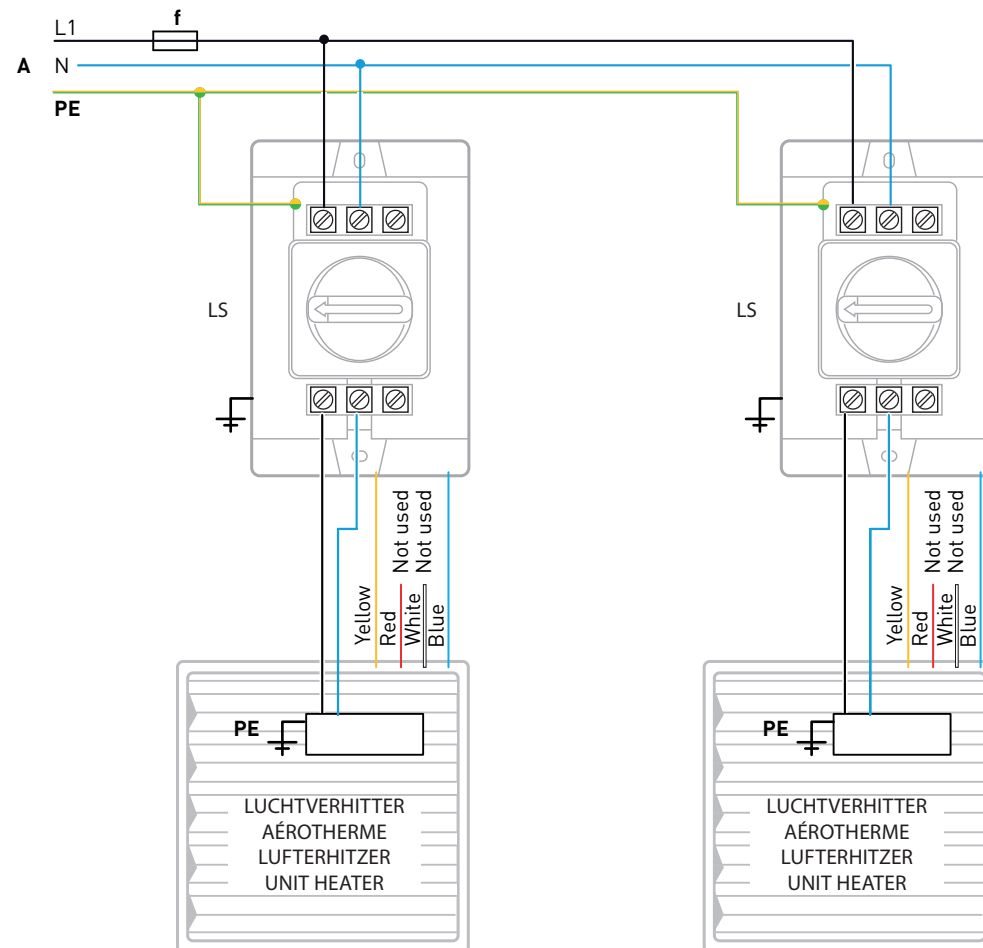 f
L1
A N
PE
LS
LS
Yellow
Red
Not used
White
Not used
Blue
Yellow
Red
Not used
White
Not used
Blue
PE
LUCHTVERHITTER
AÉROTHERME
LUFTERHITZER
UNIT HEATER
PE
LUCHTVERHITTER
AÉROTHERME
LUFTERHITZER
UNIT HEATER